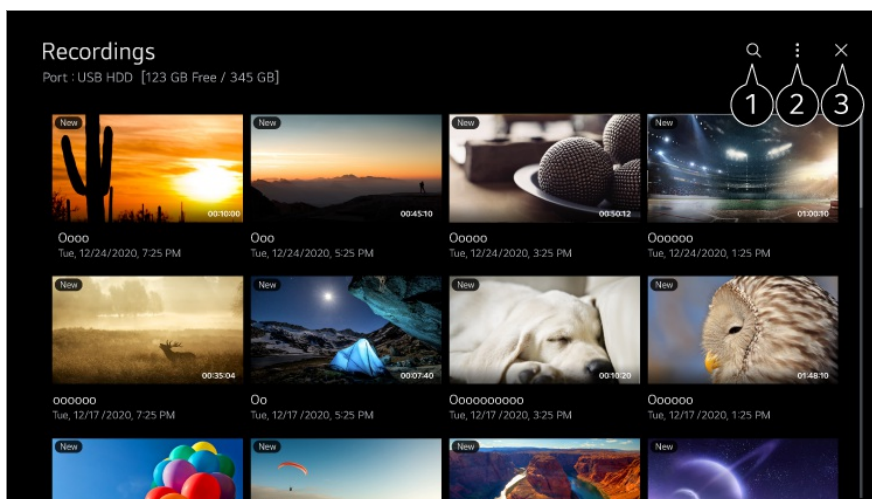 Recordings
Port : USB HDD [123 GB Free / 345 GB]
1 2 3
New New New New
00:10:00 00:45:10 00:50:12 01:00:10
Oooo Ooo Ooooo Oooooo
Tue, 12/24/2020, 7:25 PM Tue, 12/24/2020, 5:25 PM Tue, 12/24/2020, 3:25 PM Tue, 12/24/2020, 1:25 PM
New New New New
00:35:04 00:07:40 00:10:20 01:48:10
oooooo Oo Oooooooooo Oooooo
Tue, 12/17/2020, 7:25 PM Tue, 12/17/2020, 5:25 PM Tue, 12/17/2020, 3:25 PM Tue, 12/17/2020, 1:25 PM
New New New New